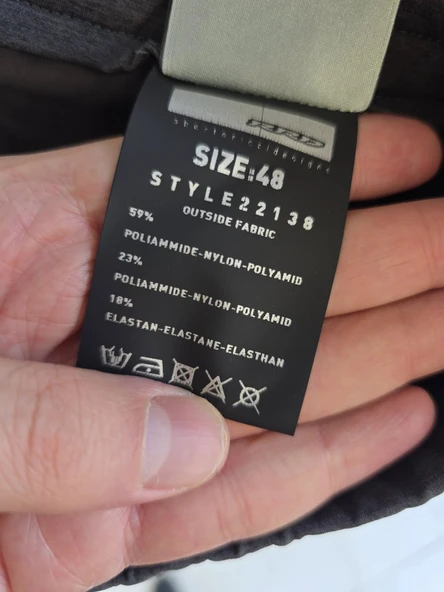 SIZE:48
STYLE22138
OUTSIDE FABRIC
59%
POLIAMMIDE-NYLON-POLYAMID
23%
POLIAMMIDE-NYLON-POLYAMID
18%
ELASTAN-ELASTANE-ELASTHAN